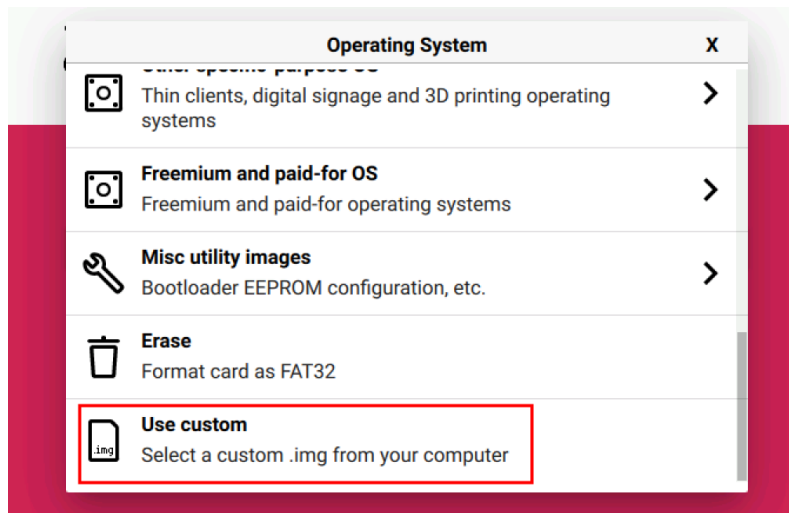 Operating System
X
Thin clients, digital signage and 3D printing operating
systems
Freemium and paid-for OS
Freemium and paid-for operating systems
Misc utility images
Bootloader EEPROM configuration, etc.
Erase
Format card as FAT32
Use custom
.img
Select a custom .img from your computer